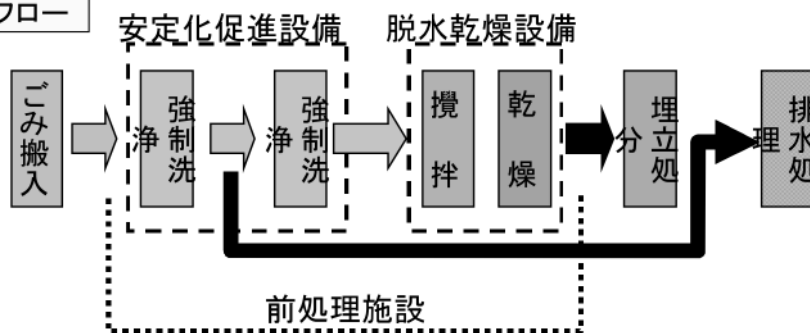 フロー
安定化促進設備
脱水乾燥設備
ごみ搬入
強制洗浄
強制洗浄
攪拌
乾燥
埋立処分
排水処理
前処理施設